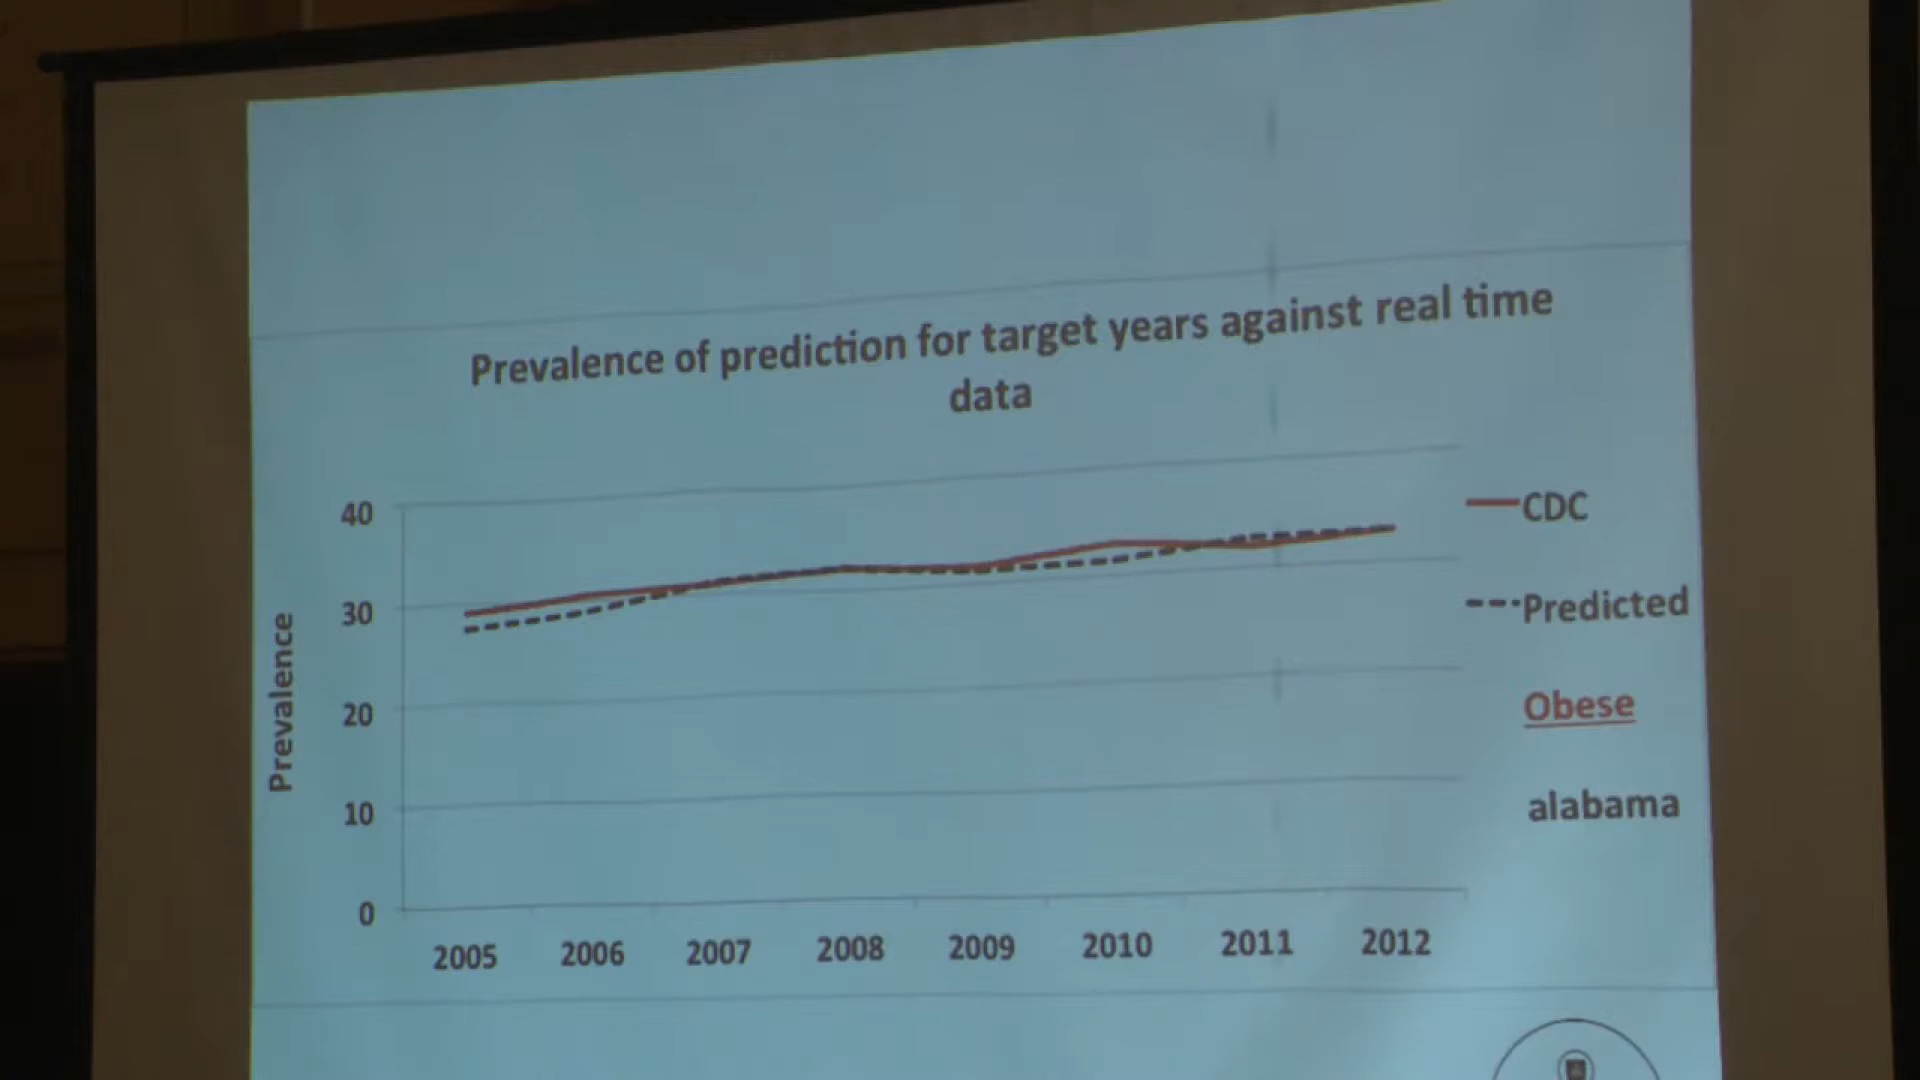 Prevalence of prediction for target years against real time
data
40
30
20
10
0
Prevalence
2005 2006 2007 2008 2009 2010 2011 2012
CDC
Predicted
Obese
alabama